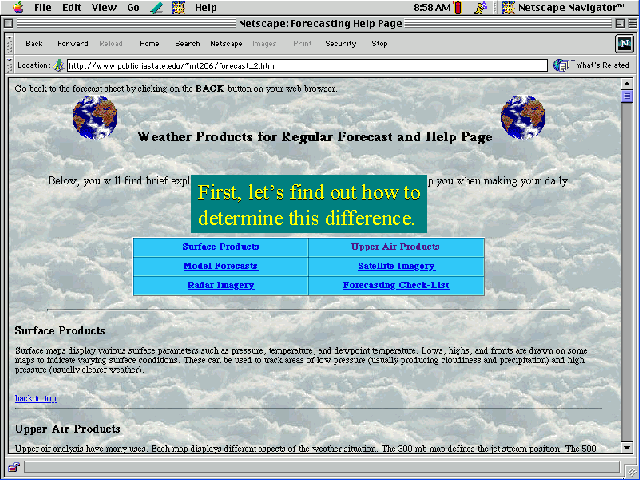 File Edit View Go Help 8:58 AM Netscape Navigator™
Netscape: Forecasting Help Page
Back Forward Reload Home Search Netscape Images Print Security Stop
Location: http://www.public.iastate.edu/~mt206/forecast_2.htm What's Related
Go back to the forecast sheet by clicking on the BACK button on your web browser.
Weather Products for Regular Forecast and Help Page
Below, you will find brief expl p you when making your daily
First, let's find out how to
determine this difference.
Surface Products Upper Air Products
Model Forecasts Satellite Imagery
Radar Imagery Forecasting Check-List
Surface Products
Surface maps display various surface parameters such as pressure, temperature, and dewpoint temperature. Lows, highs, and fronts are drawn on some
maps to indicate varying surface conditions. These can be used to track areas of low pressure (usually producing cloudiness and precipitation) and high
pressure (usually clearer weather).
back to top
Upper Air Products
Upper air analysis have many uses. Each map displays different aspects of the weather situation. The 300 mb map defines the jet stream position. The 500